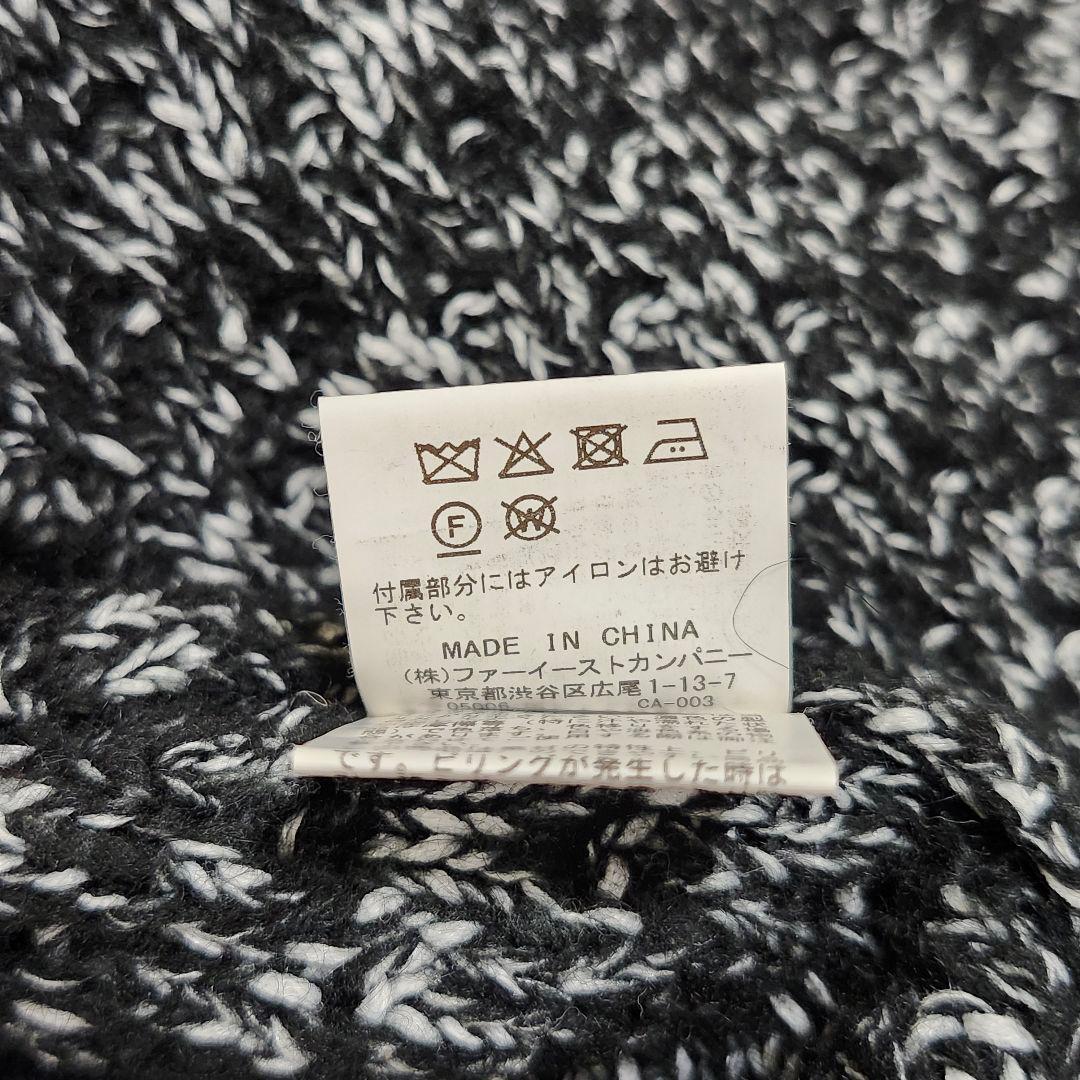 F W
付属部分にはアイロンはお避け
下さい。
MADE IN CHINA
(株)ファーイーストカンパニー
東京都渋谷区広尾1-13-7
05006 CA-003
です。ピリングが発生した時は